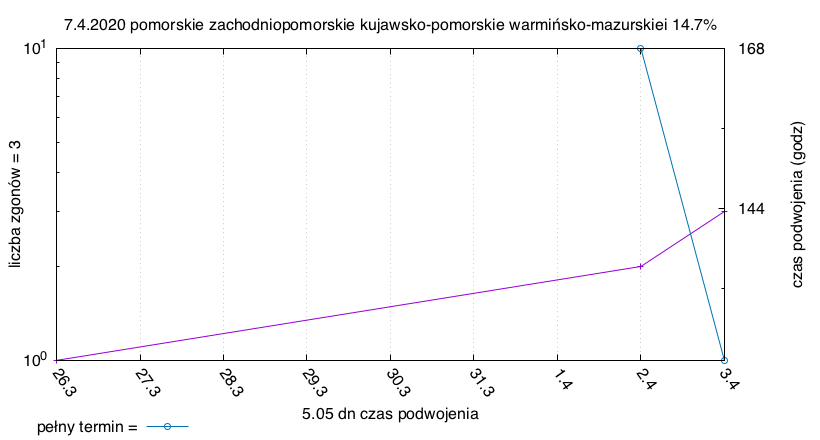 7.4.2020 pomorskie zachodniopomorskie kujawsko-pomorskie warmińsko-mazurskiei 14.7%
10¹
168
liczba zgonów = 3
144
czas podwojenia (godz)
10⁰
26.3 27.3 28.3 29.3 30.3 31.3 1.4 2.4 3.4
5.05 dn czas podwojenia
pełny termin =